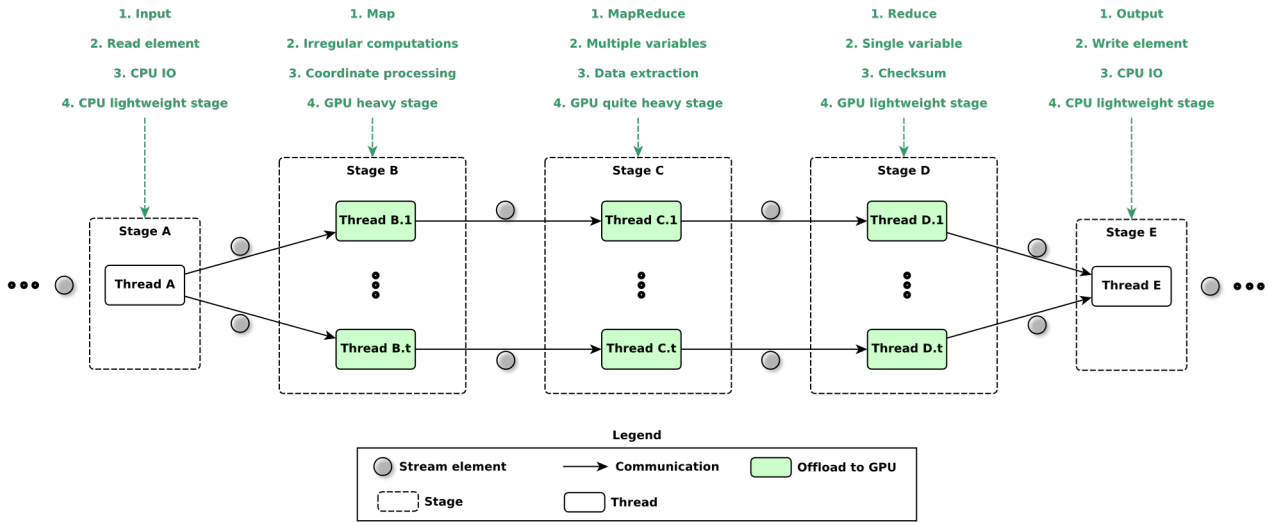 1. Input
2. Read element
3. CPU IO
4. CPU lightweight stage
1. Map
2. Irregular computations
3. Coordinate processing
4. GPU heavy stage
1. MapReduce
2. Multiple variables
3. Data extraction
4. GPU quite heavy stage
1. Reduce
2. Single variable
3. Checksum
4. GPU lightweight stage
1. Output
2. Write element
3. CPU IO
4. CPU lightweight stage
Stage A
Thread A
Stage B
Thread B.1
Thread B.t
Stage C
Thread C.1
Thread C.t
Stage D
Thread D.1
Thread D.t
Stage E
Thread E
Legend
Stream element
Communication
Offload to GPU
Stage
Thread